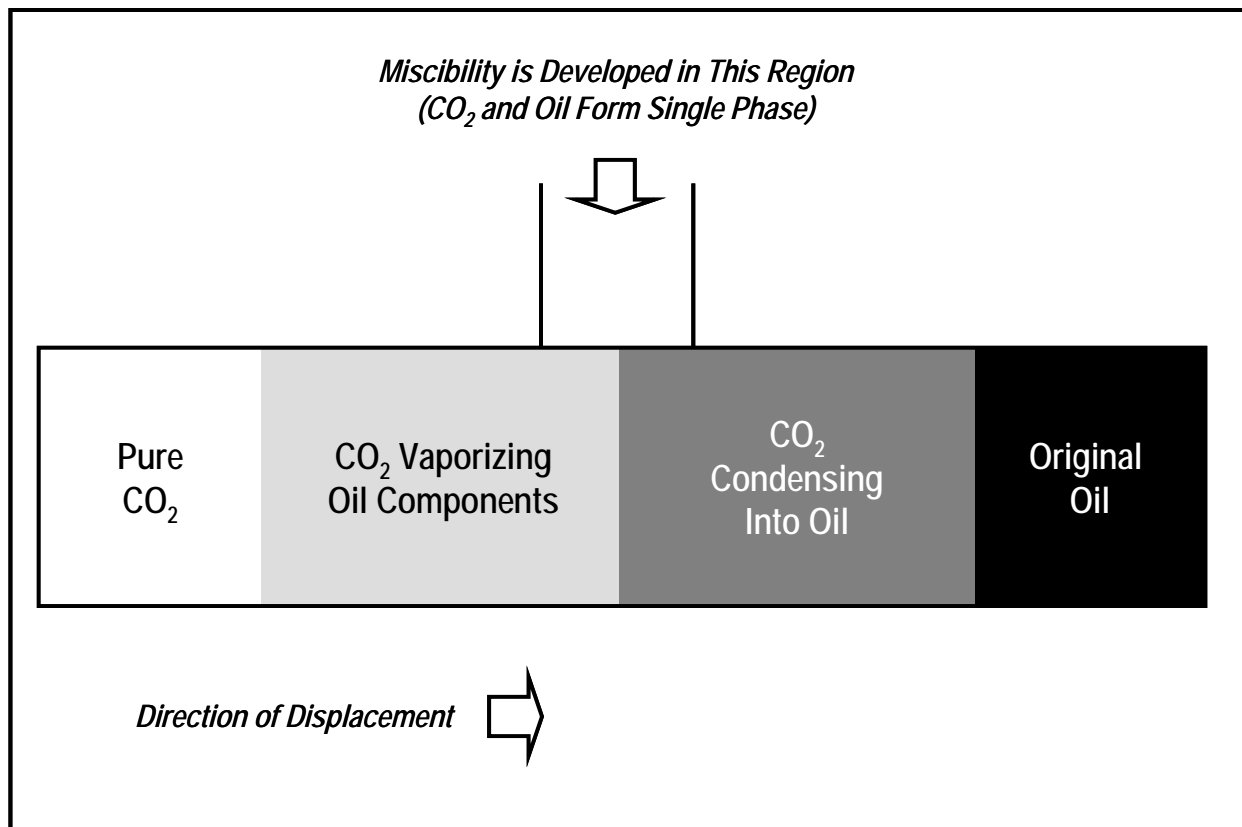 Miscibility is Developed in This Region
(CO₂ and Oil Form Single Phase)
Pure
CO₂
CO₂ Vaporizing
Oil Components
CO₂
Condensing
Into Oil
Original
Oil
Direction of Displacement